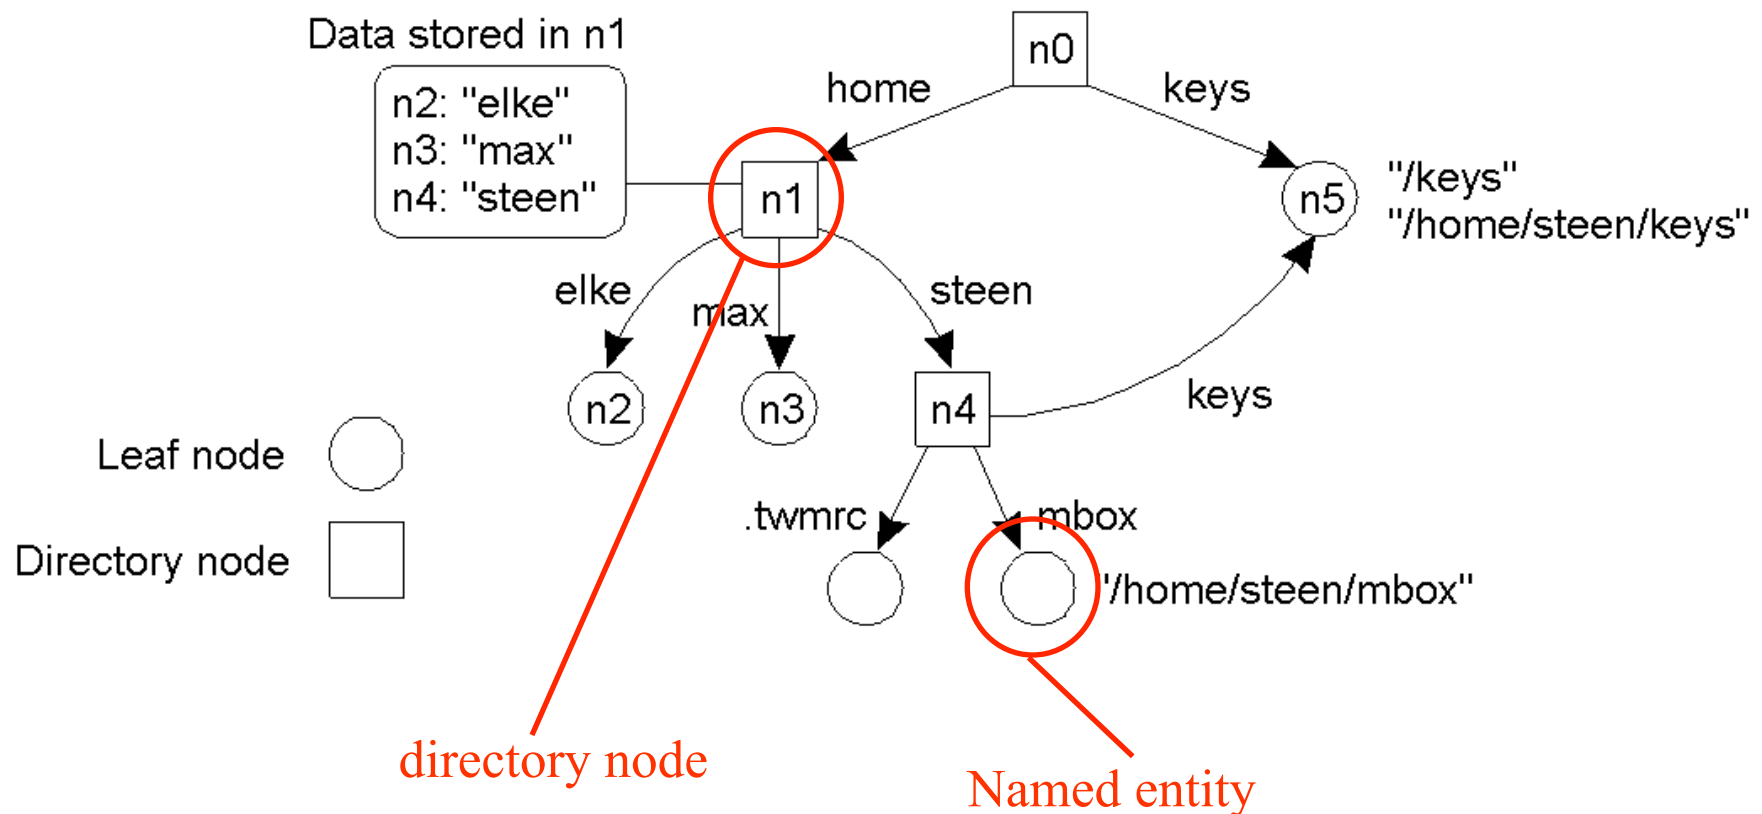 Data stored in n1
n0
n2: "elke"
n3: "max"
n4: "steen"
home
keys
n1
n5
"/keys"
"/home/steen/keys"
elke
max
steen
n2
n3
n4
keys
Leaf node
.twmrc
mbox
Directory node
"/home/steen/mbox"
directory node
Named entity